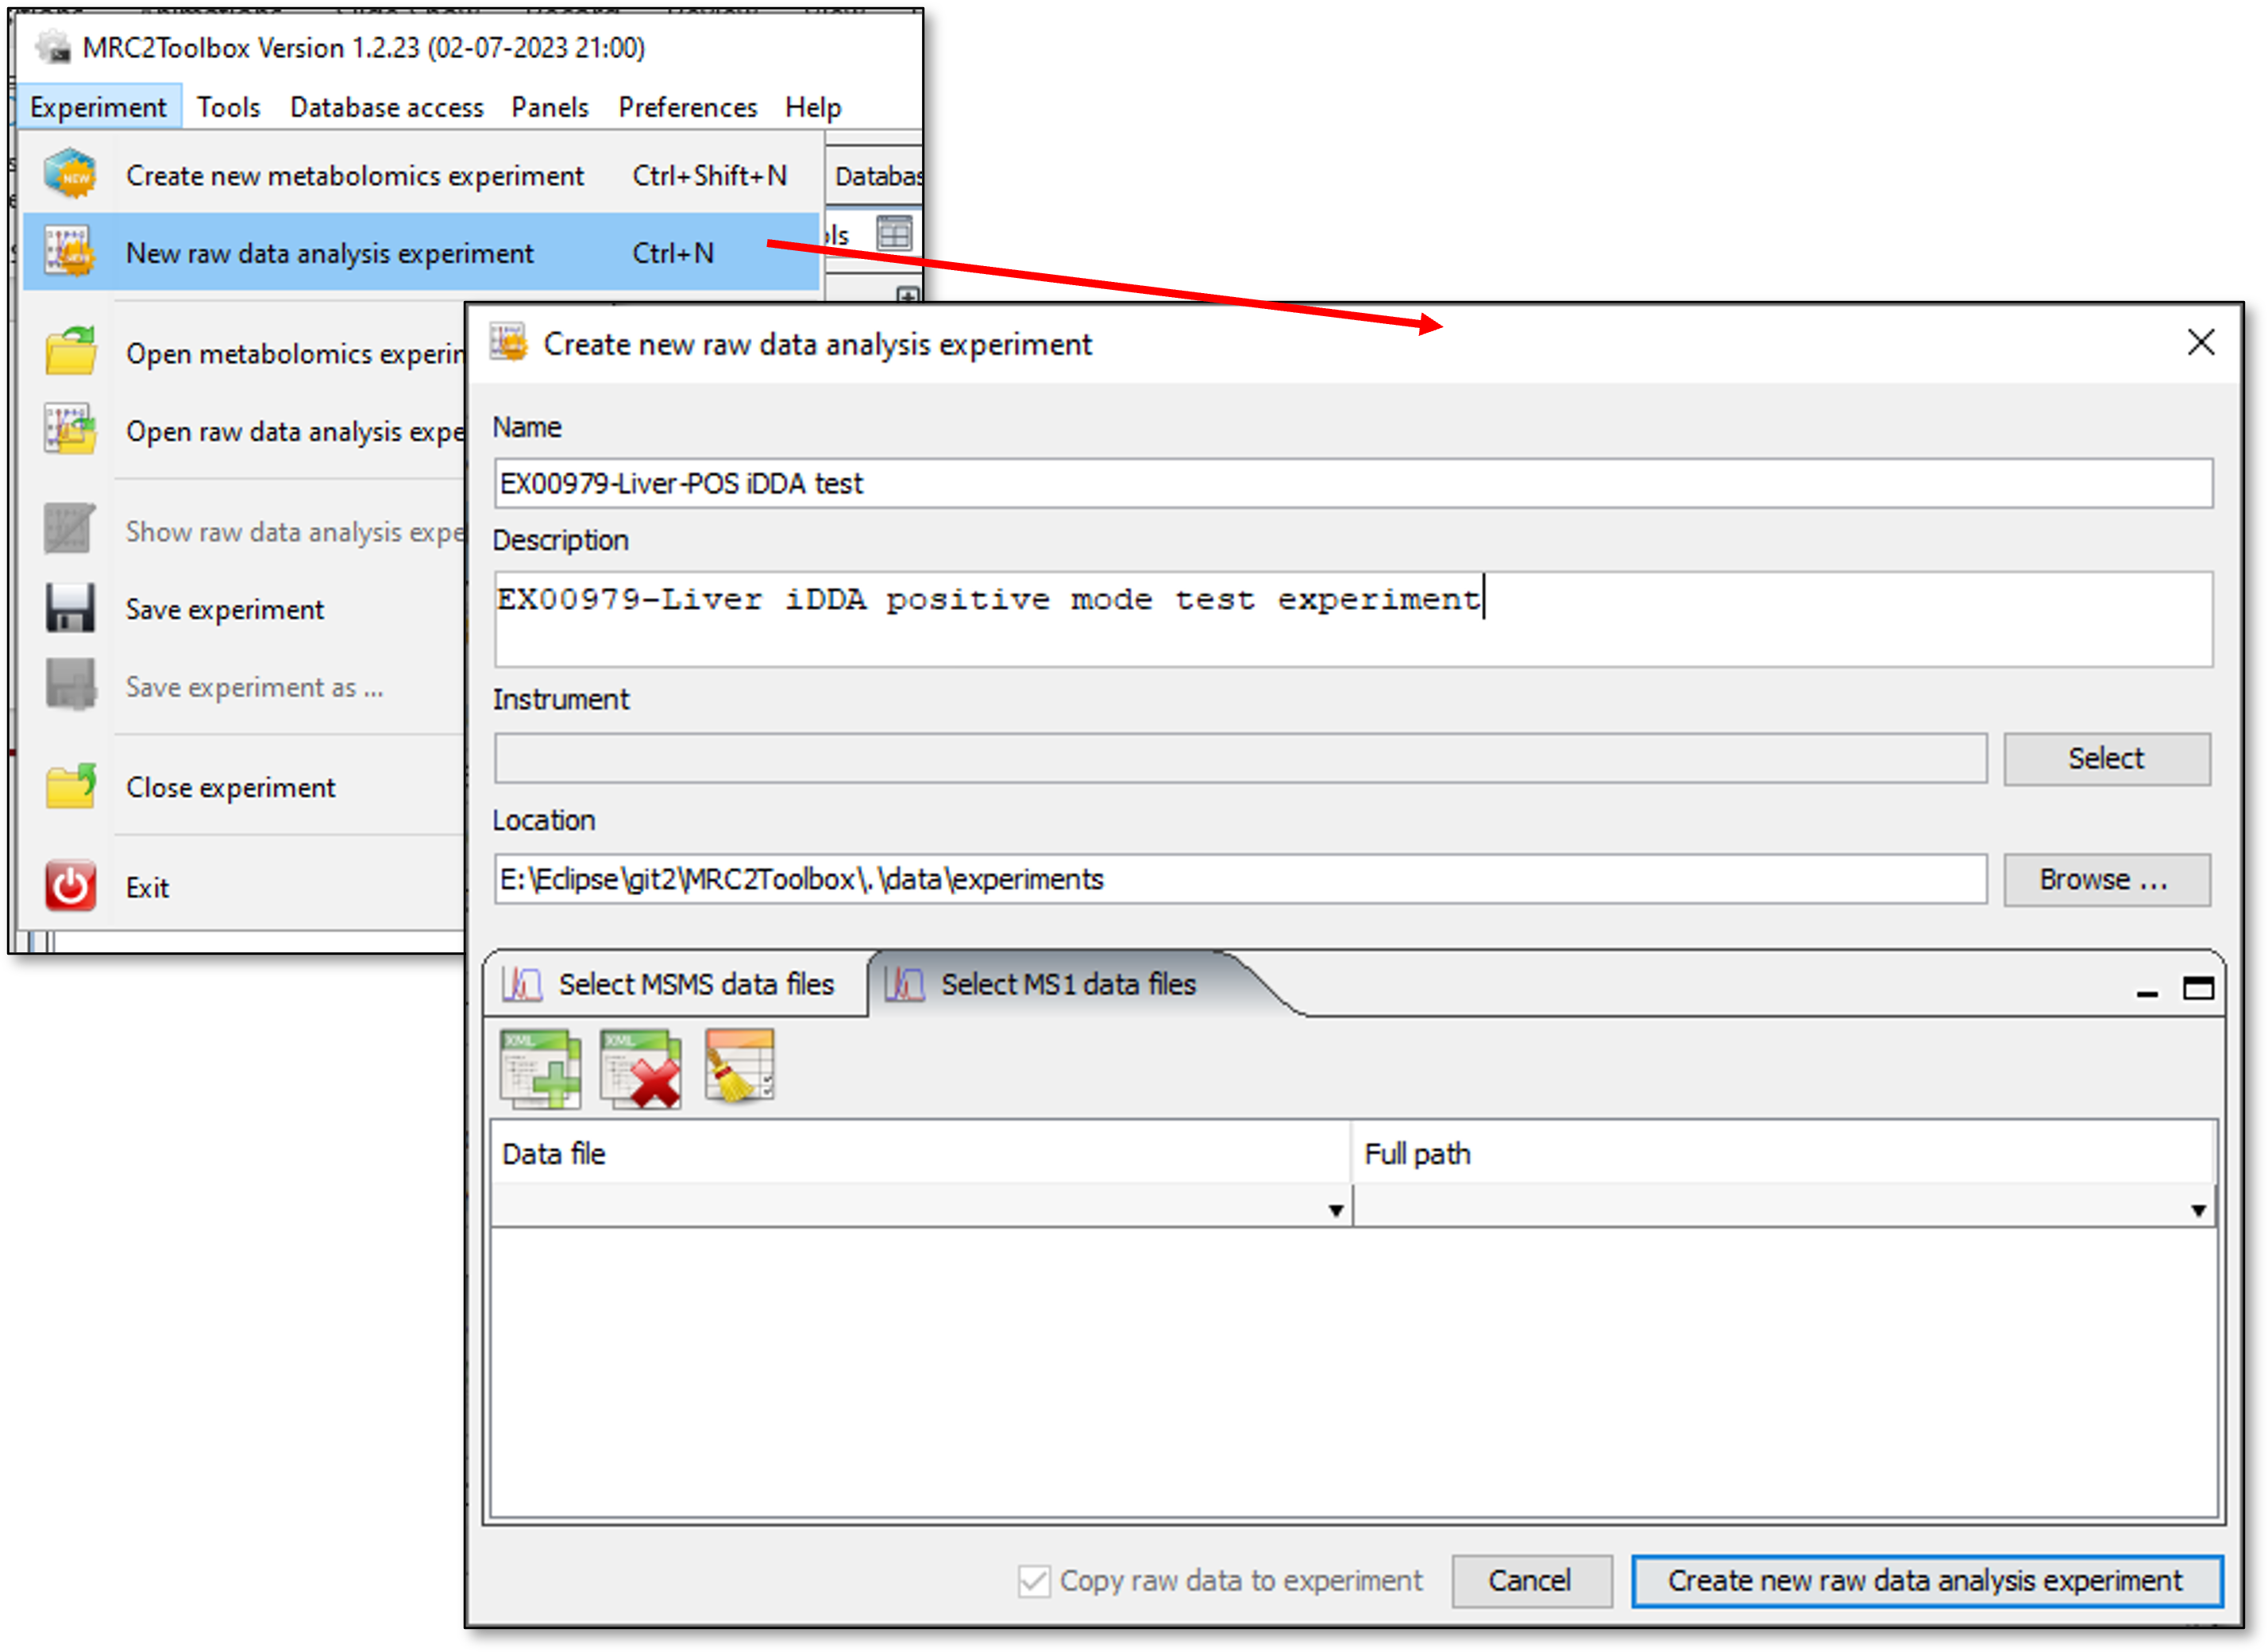 MRC2Toolbox Version 1.2.23 (02-07-2023 21:00)
Experiment Tools Database access Panels Preferences Help
Create new metabolomics experiment Ctrl+Shift+N
New raw data analysis experiment Ctrl+N
Open metabolomics experin
Open raw data analysis expe
Show raw data analysis expe
Save experiment
Save experiment as ...
Close experiment
Exit
Databas
ols
Create new raw data analysis experiment
Name
EX00979-Liver-POS iDDA test
Description
EX00979-Liver iDDA positive mode test experiment
Instrument
Select
Location
E:\Eclipse\git2\MRC2Toolbox\.\data\experiments
Browse ...
Select MSMS data files Select MS1 data files
XML XML
Data file Full path
Copy raw data to experiment Cancel Create new raw data analysis experiment